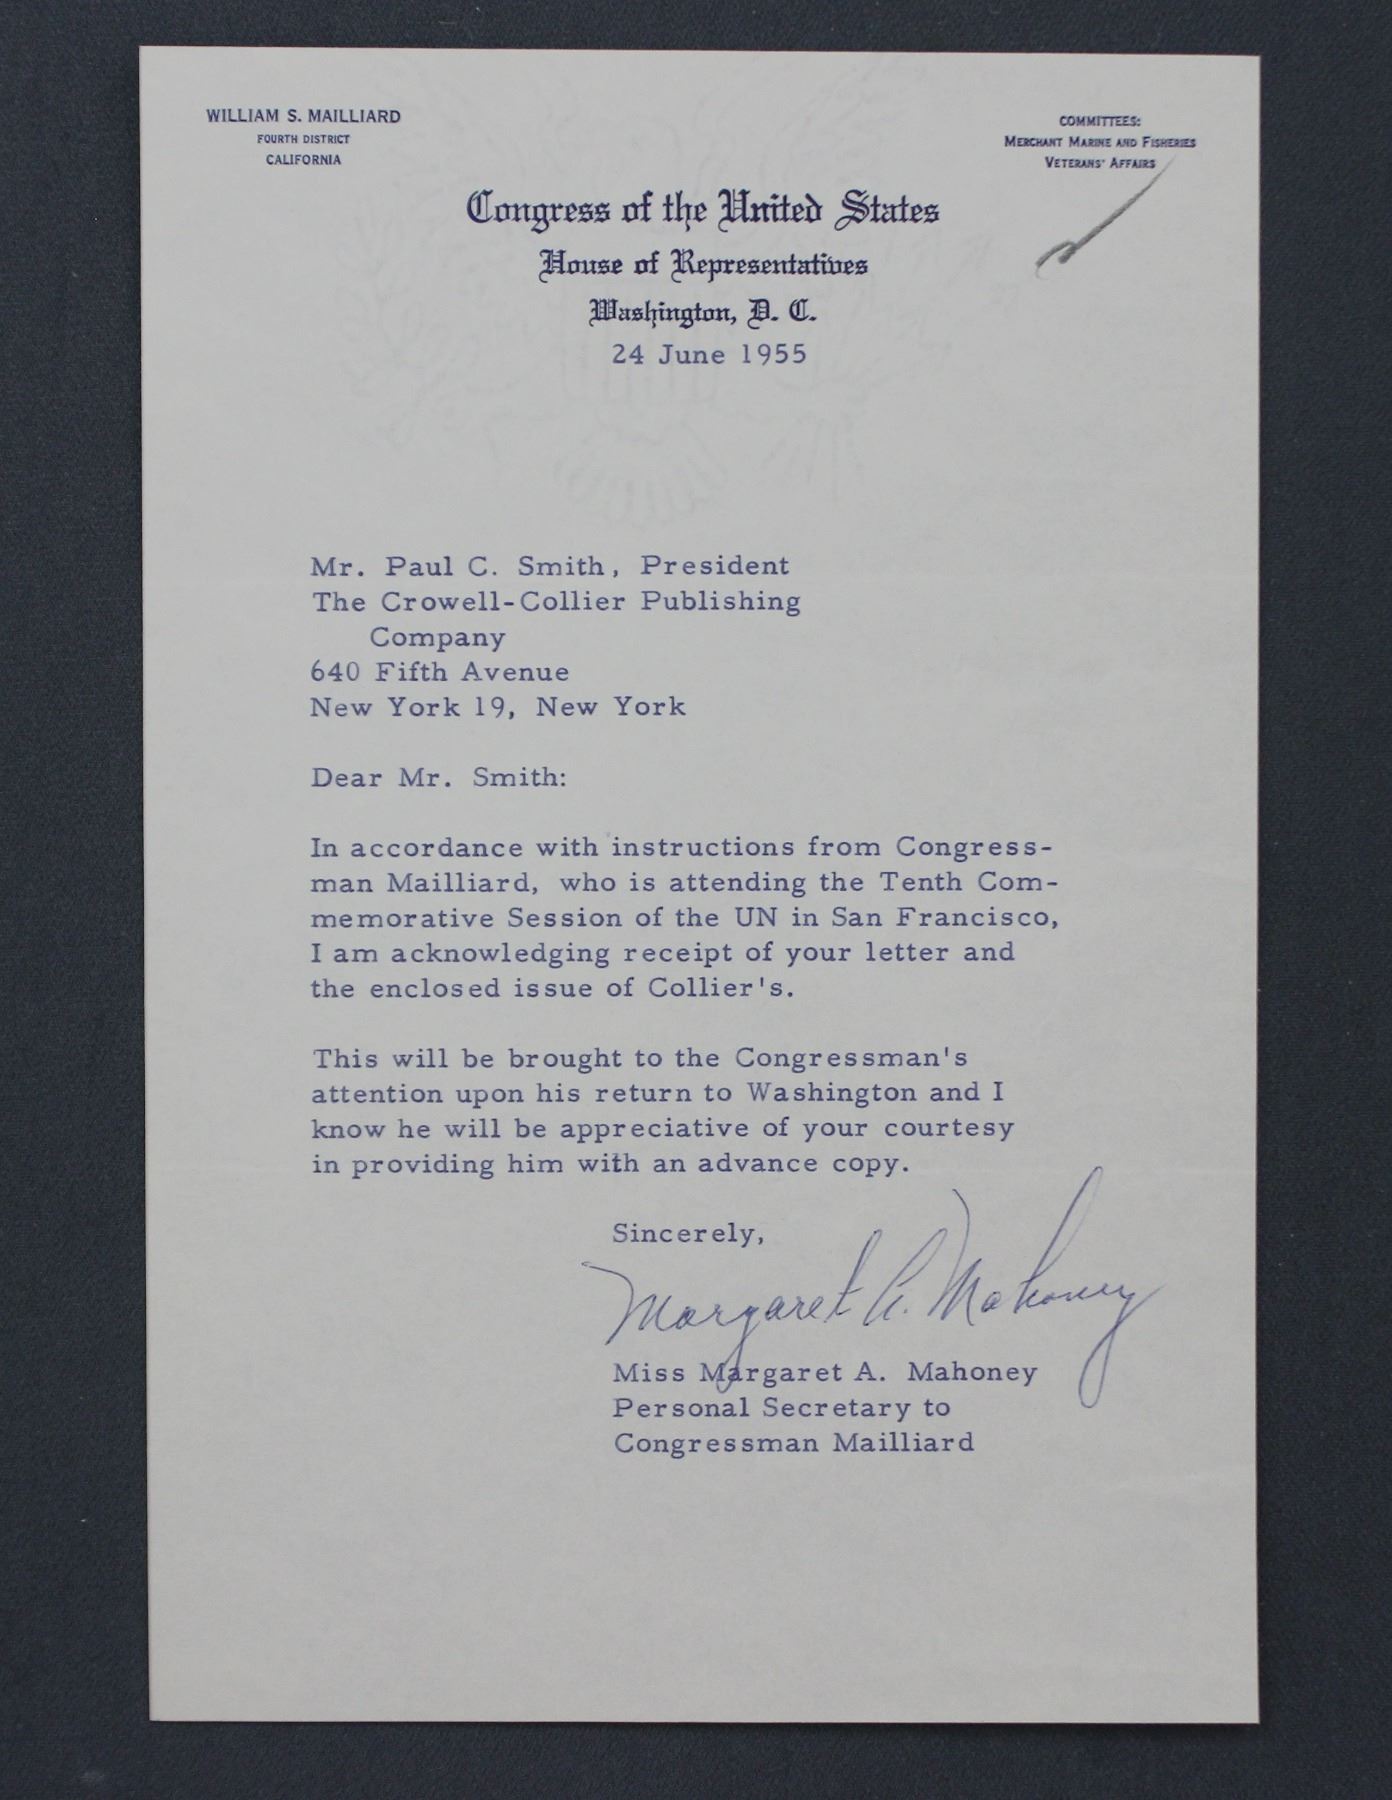 WILLIAM S. MAILLIARD
FOURTH DISTRICT
CALIFORNIA
COMMITTEES:
MERCHANT MARINE AND FISHERIES
VETERANS' AFFAIRS
Congress of the United States
House of Representatives
Washington, D. C.
24 June 1955
Mr. Paul C. Smith, President
The Crowell-Collier Publishing
Company
640 Fifth Avenue
New York 19, New York
Dear Mr. Smith:
In accordance with instructions from Congress-
man Mailliard, who is attending the Tenth Com-
memorative Session of the UN in San Francisco,
I am acknowledging receipt of your letter and
the enclosed issue of Collier's.
This will be brought to the Congressman's
attention upon his return to Washington and I
know he will be appreciative of your courtesy
in providing him with an advance copy.
Sincerely,
Margaret A. Mahoney
Miss Margaret A. Mahoney
Personal Secretary to
Congressman Mailliard